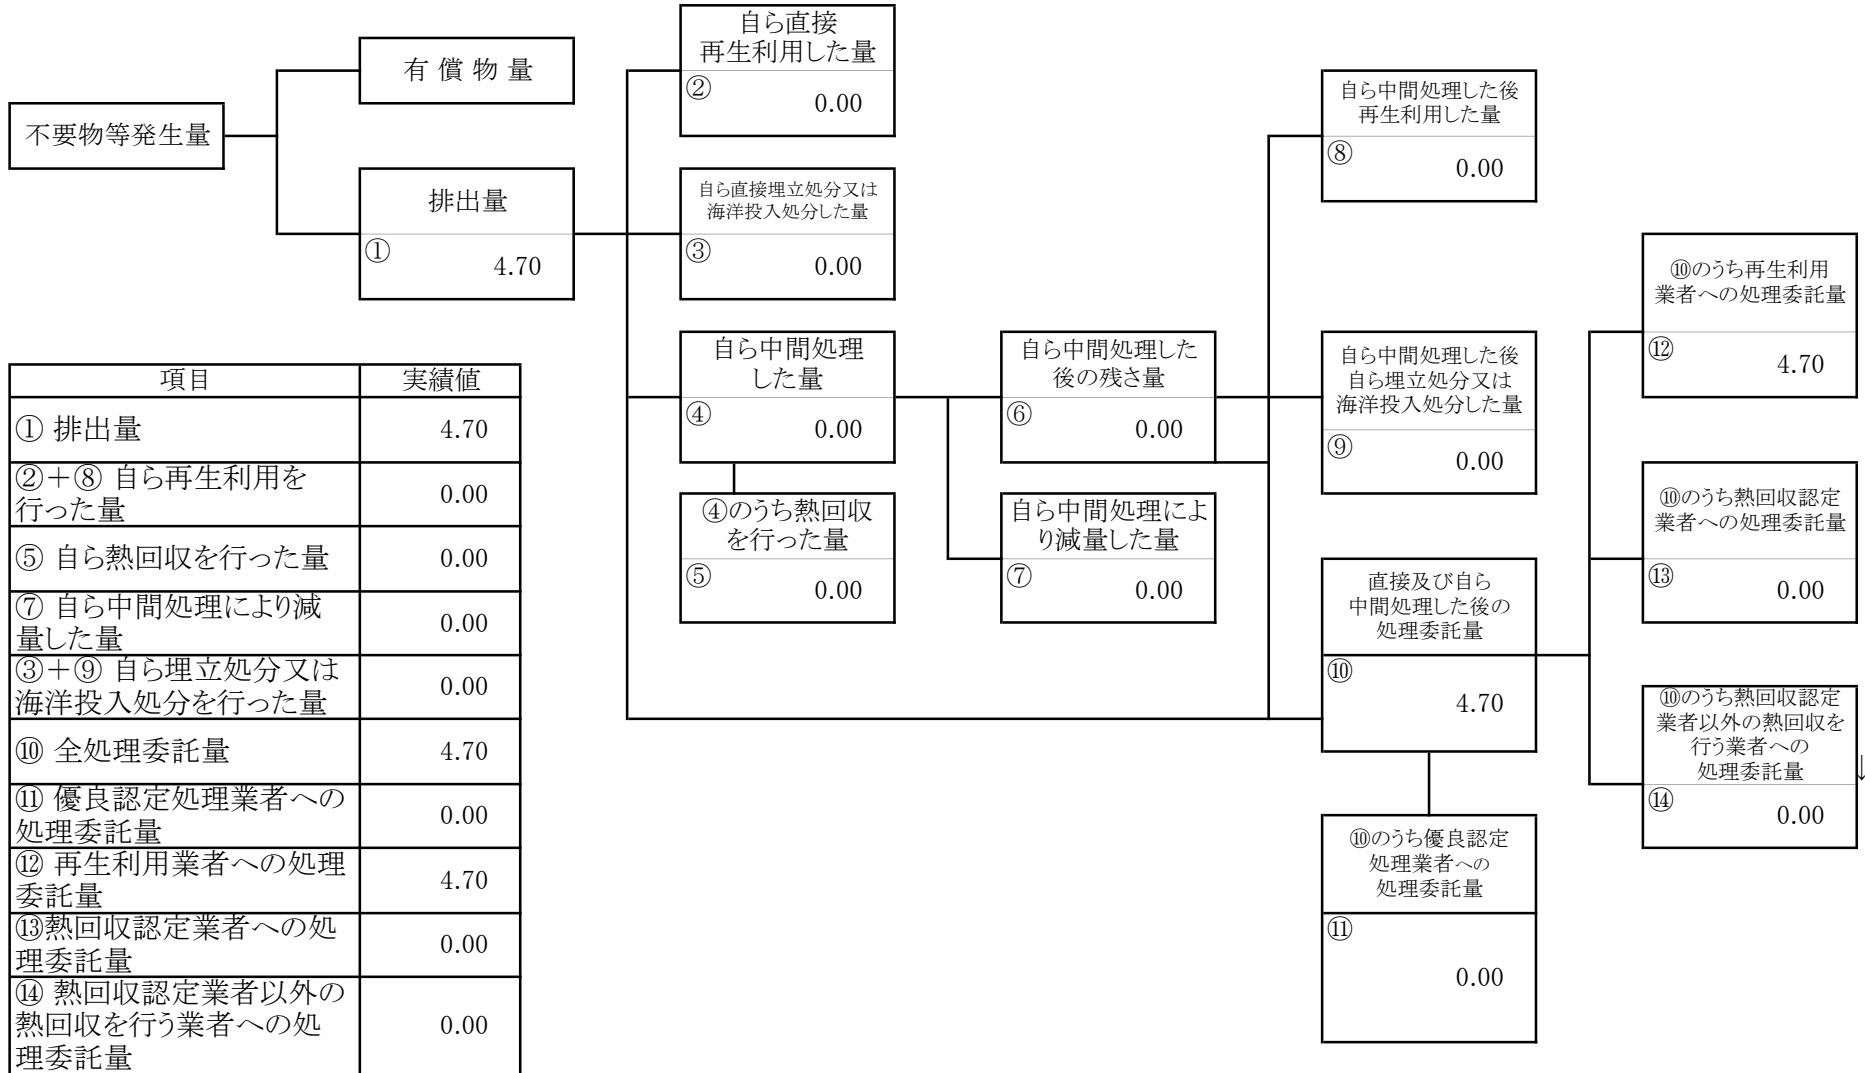 不要物等発生量
有 償 物 量
排出量
①
4.70
自ら直接
再生利用した量
②
0.00
自ら直接埋立処分又は
海洋投入処分した量
③
0.00
自ら中間処理
した量
④
0.00
④のうち熱回収
を行った量
⑤
0.00
自ら中間処理した
後の残さ量
⑥
0.00
自ら中間処理によ
り減量した量
⑦
0.00
自ら中間処理した後
再生利用した量
⑧
0.00
自ら中間処理した後
自ら埋立処分又は
海洋投入処分した量
⑨
0.00
直接及び自ら
中間処理した後の
処理委託量
⑩
4.70
⑩のうち優良認定
処理業者への
処理委託量
⑪
0.00
⑩のうち再生利用
業者への処理委託量
⑫
4.70
⑩のうち熱回収認定
業者への処理委託量
⑬
0.00
⑩のうち熱回収認定
業者以外の熱回収を
行う業者への
処理委託量
↓
⑭
0.00
項目 実績値
① 排出量 4.70
②＋⑧ 自ら再生利用を
行った量 0.00
⑤ 自ら熱回収を行った量 0.00
⑦ 自ら中間処理により減
量した量 0.00
③＋⑨ 自ら埋立処分又は
海洋投入処分を行った量 0.00
⑩ 全処理委託量 4.70
⑪ 優良認定処理業者への
処理委託量 0.00
⑫ 再生利用業者への処理
委託量 4.70
⑬熱回収認定業者への処
理委託量 0.00
⑭ 熱回収認定業者以外の
熱回収を行う業者への処
理委託量 0.00